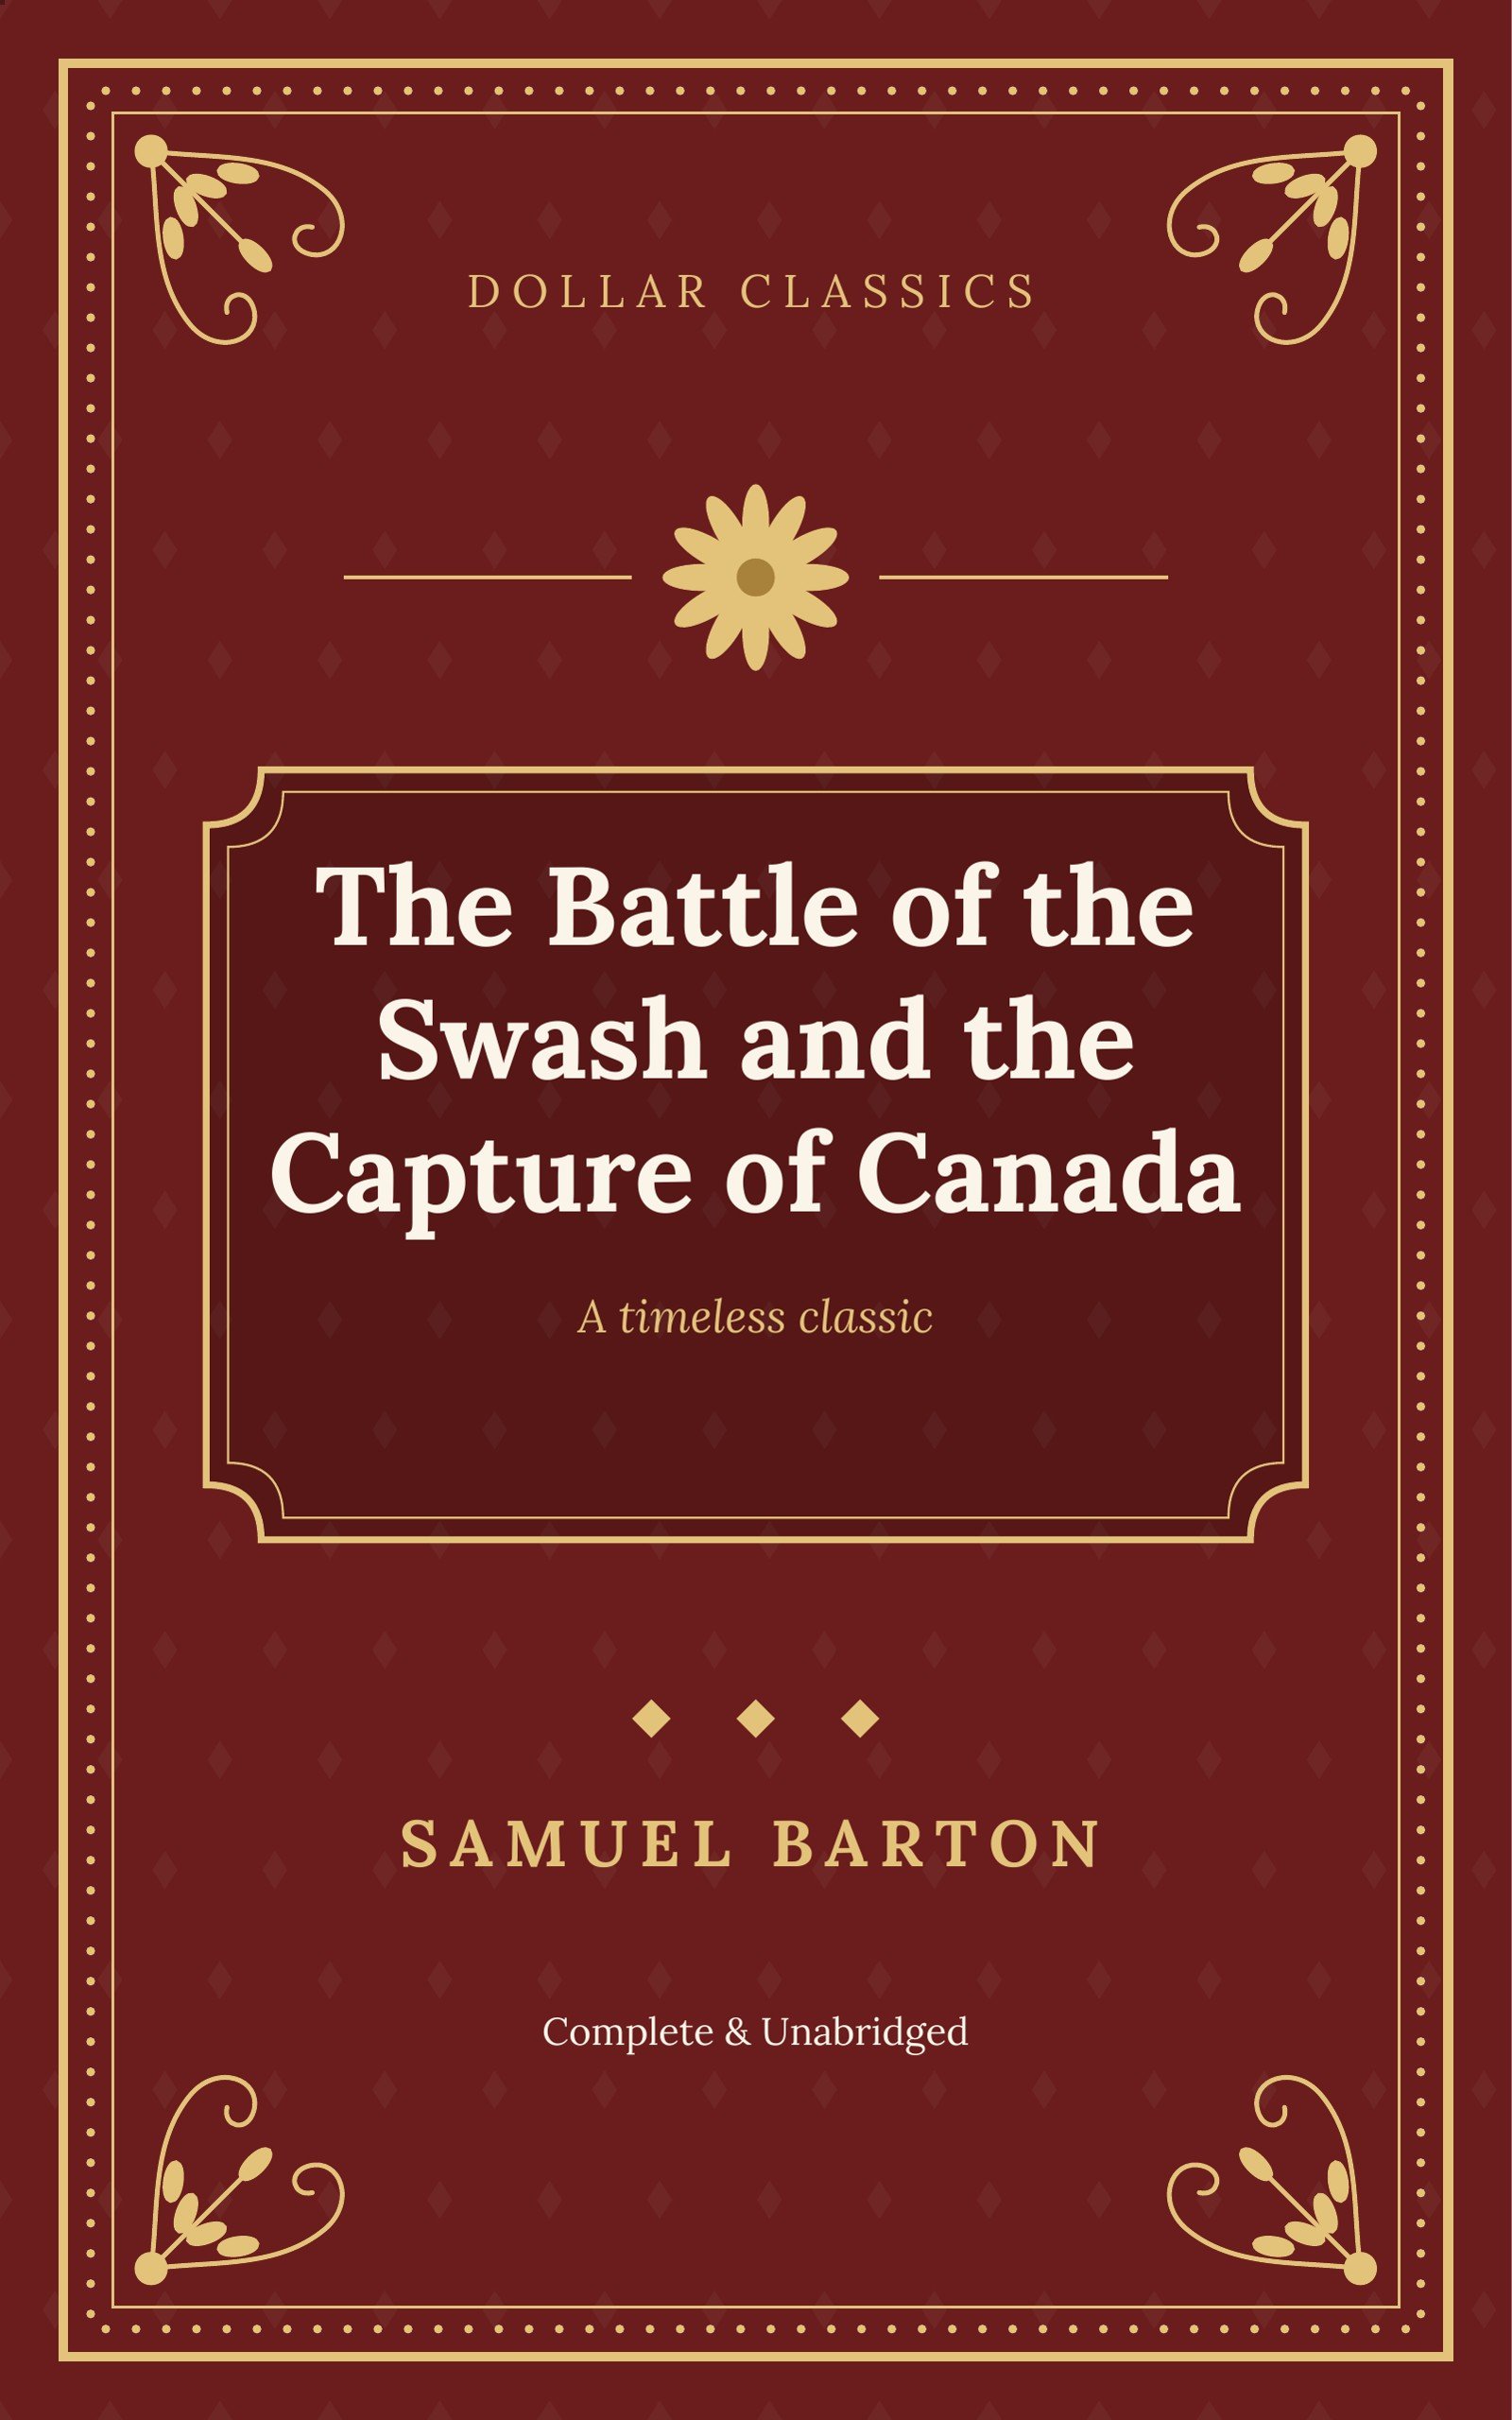 DOLLAR CLASSICS
The Battle of the
Swash and the
Capture of Canada
A timeless classic
SAMUEL BARTON
Complete & Unabridged